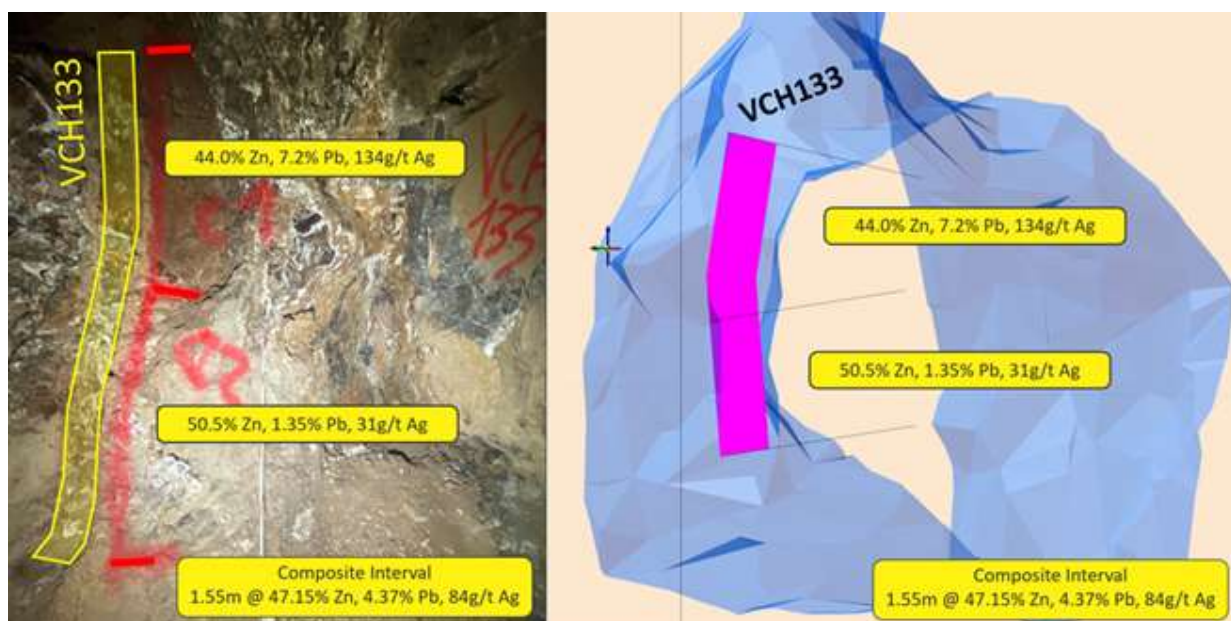 VCH133
44.0% Zn, 7.2% Pb, 134g/t Ag
VCH
133
50.5% Zn, 1.35% Pb, 31g/t Ag
Composite Interval
1.55m @ 47.15% Zn, 4.37% Pb, 84g/t Ag
VCH133
44.0% Zn, 7.2% Pb, 134g/t Ag
50.5% Zn, 1.35% Pb, 31g/t Ag
Composite Interval
1.55m @ 47.15% Zn, 4.37% Pb, 84g/t Ag